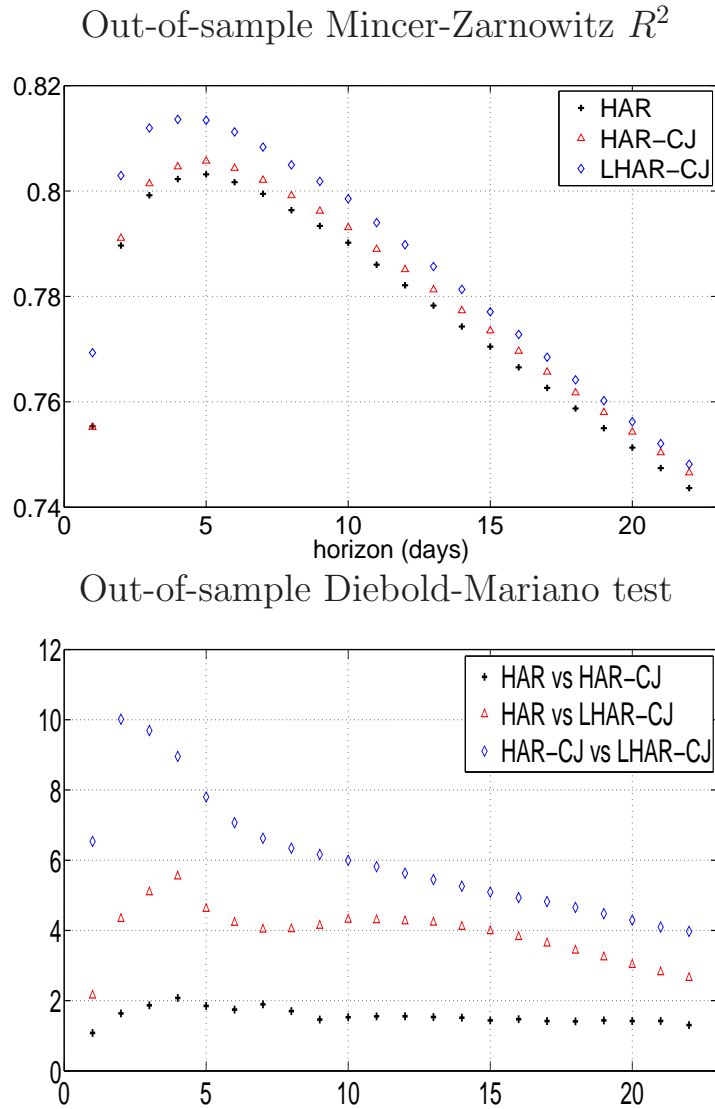 Out-of-sample Mincer-Zarnowitz R²
0.82
0.8
0.78
0.76
0.74
HAR
HAR−CJ
LHAR−CJ
0 5 10 15 20
horizon (days)
Out-of-sample Diebold-Mariano test
12
10
8
6
4
2
0
HAR vs HAR−CJ
HAR vs LHAR−CJ
HAR−CJ vs LHAR−CJ
0 5 10 15 20